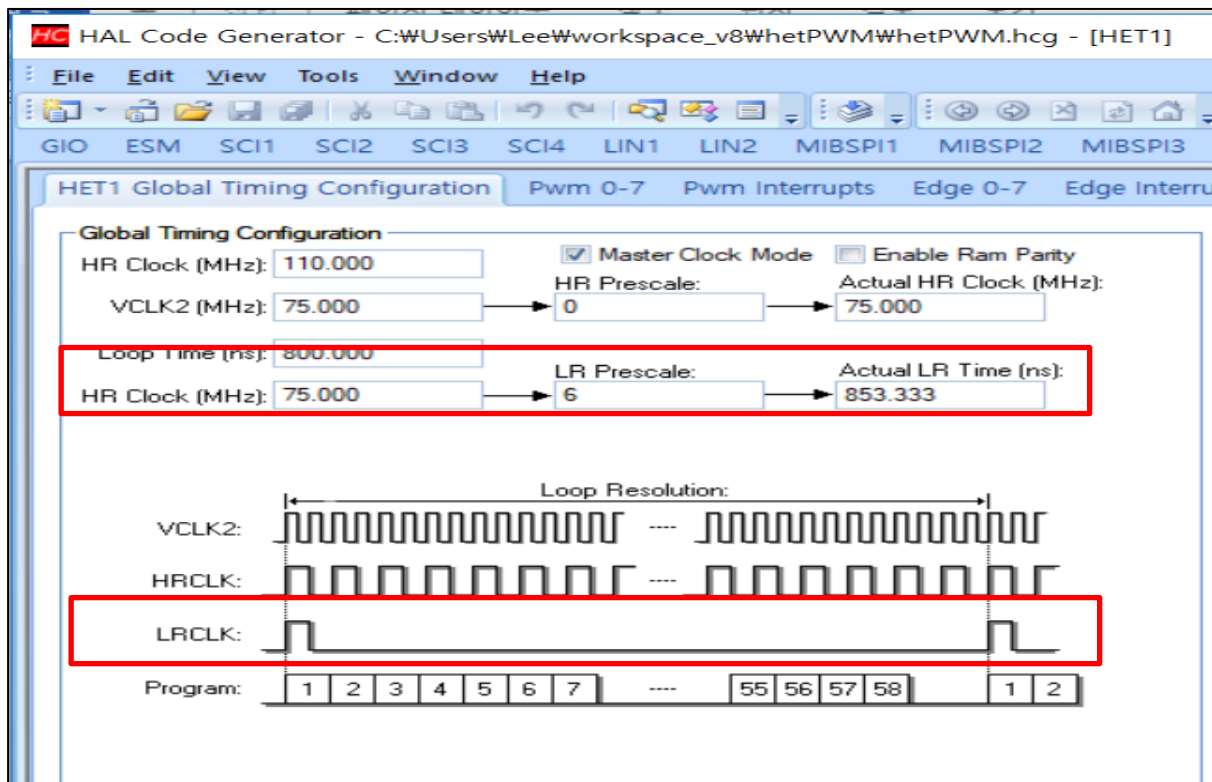 HC HAL Code Generator - C:₩Users₩Lee₩workspace_v8₩hetPWM₩hetPWM.hcg - [HET1]
File Edit View Tools Window Help
GIO ESM SCI1 SCI2 SCI3 SCI4 LIN1 LIN2 MIBSPI1 MIBSPI2 MIBSPI3
HET1 Global Timing Configuration Pwm 0-7 Pwm Interrupts Edge 0-7 Edge Interru
Global Timing Configuration
HR Clock (MHz): 110.000 Master Clock Mode Enable Ram Parity
HR Prescale: Actual HR Clock (MHz):
VCLK2 (MHz): 75.000 0 75.000
Loop Time (ns): 800.000
LR Prescale: Actual LR Time (ns):
HR Clock (MHz): 75.000 6 853.333
Loop Resolution:
VCLK2: ----
HRCLK: ----
LRCLK:
Program: 1 2 3 4 5 6 7 ---- 55 56 57 58 1 2